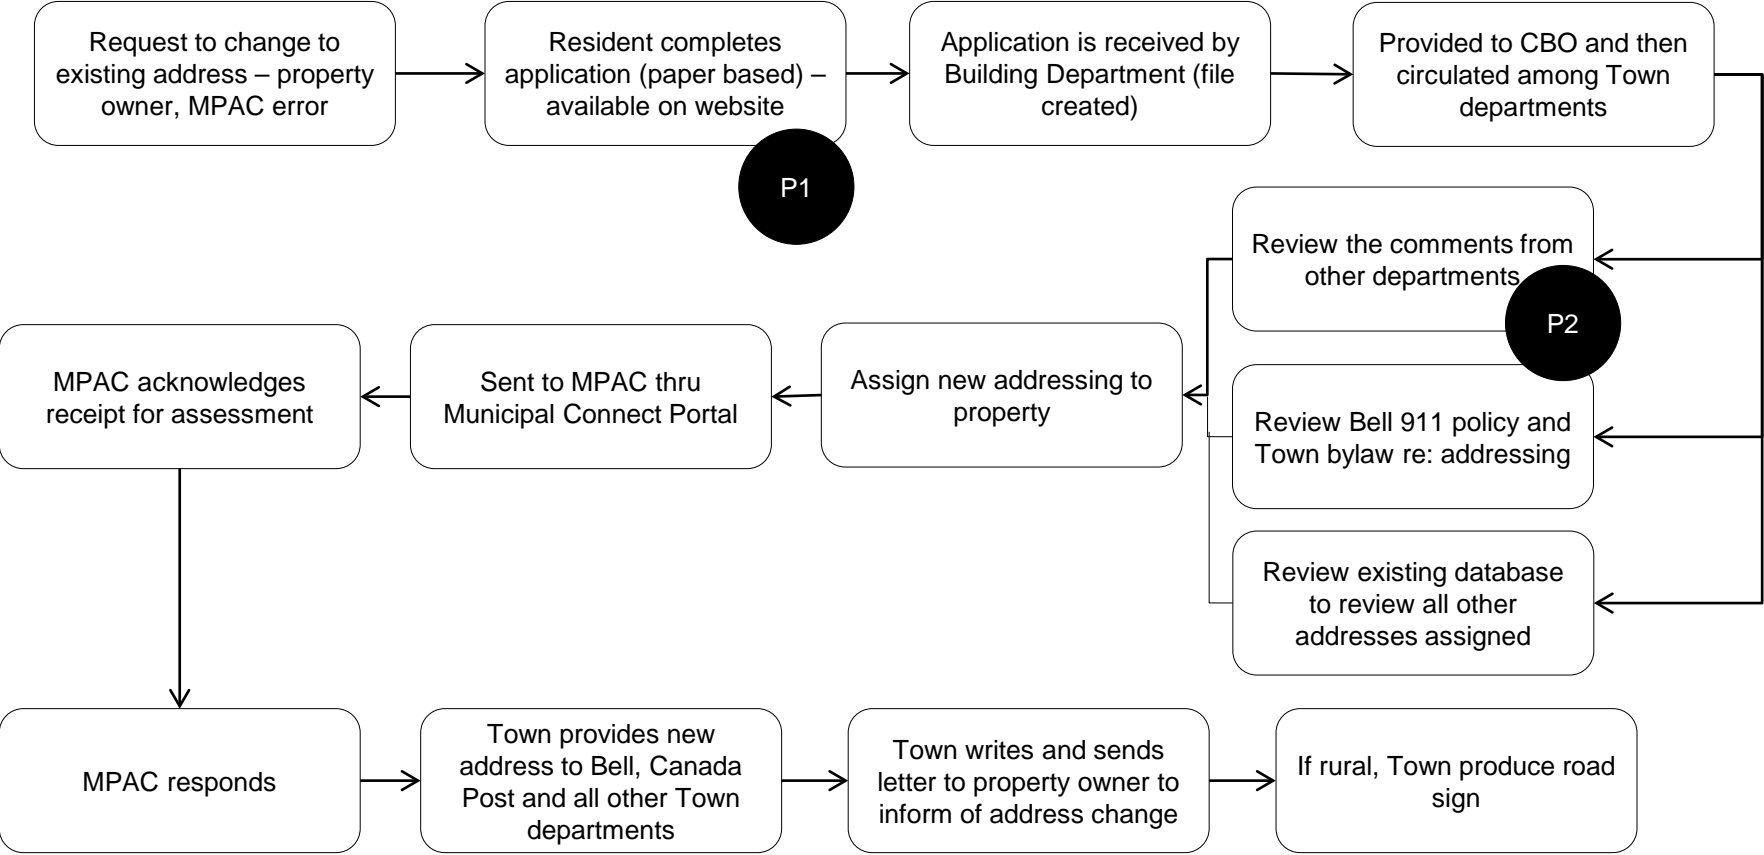 Request to change to
existing address – property
owner, MPAC error
Resident completes
application (paper based) –
available on website
P1
Application is received by
Building Department (file
created)
Provided to CBO and then
circulated among Town
departments
Review the comments from
other departments
P2
Review Bell 911 policy and
Town bylaw re: addressing
Review existing database
to review all other
addresses assigned
Assign new addressing to
property
Sent to MPAC thru
Municipal Connect Portal
MPAC acknowledges
receipt for assessment
MPAC responds
Town provides new
address to Bell, Canada
Post and all other Town
departments
Town writes and sends
letter to property owner to
inform of address change
If rural, Town produce road
sign